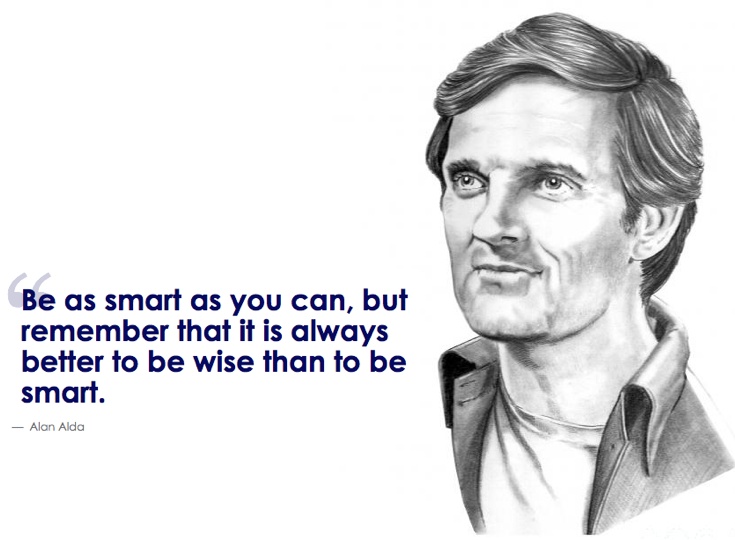 “Be as smart as you can, but
remember that it is always
better to be wise than to be
smart.
— Alan Alda